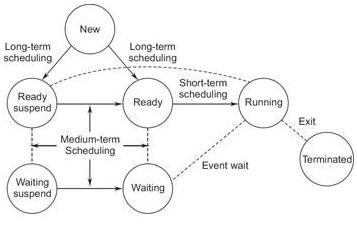 New
Long-term
scheduling
Long-term
scheduling
Ready
suspend
Ready
Short-term
scheduling
Running
Exit
Medium-term
Scheduling
Terminated
Waiting
suspend
Waiting
Event wait